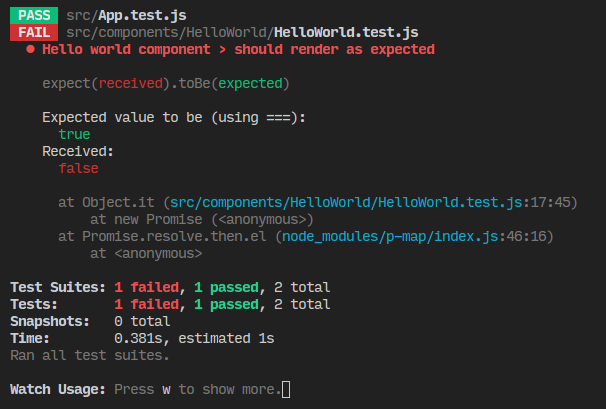 PASS src/App.test.js
FAIL src/components/HelloWorld/HelloWorld.test.js
● Hello world component › should render as expected
expect(received).toBe(expected)
Expected value to be (using ===):
true
Received:
false
at Object.it (src/components/HelloWorld/HelloWorld.test.js:17:45)
at new Promise (<anonymous>)
at Promise.resolve.then.el (node_modules/p-map/index.js:46:16)
at <anonymous>
Test Suites: 1 failed, 1 passed, 2 total
Tests: 1 failed, 1 passed, 2 total
Snapshots: 0 total
Time: 0.381s, estimated 1s
Ran all test suites.
Watch Usage: Press w to show more.